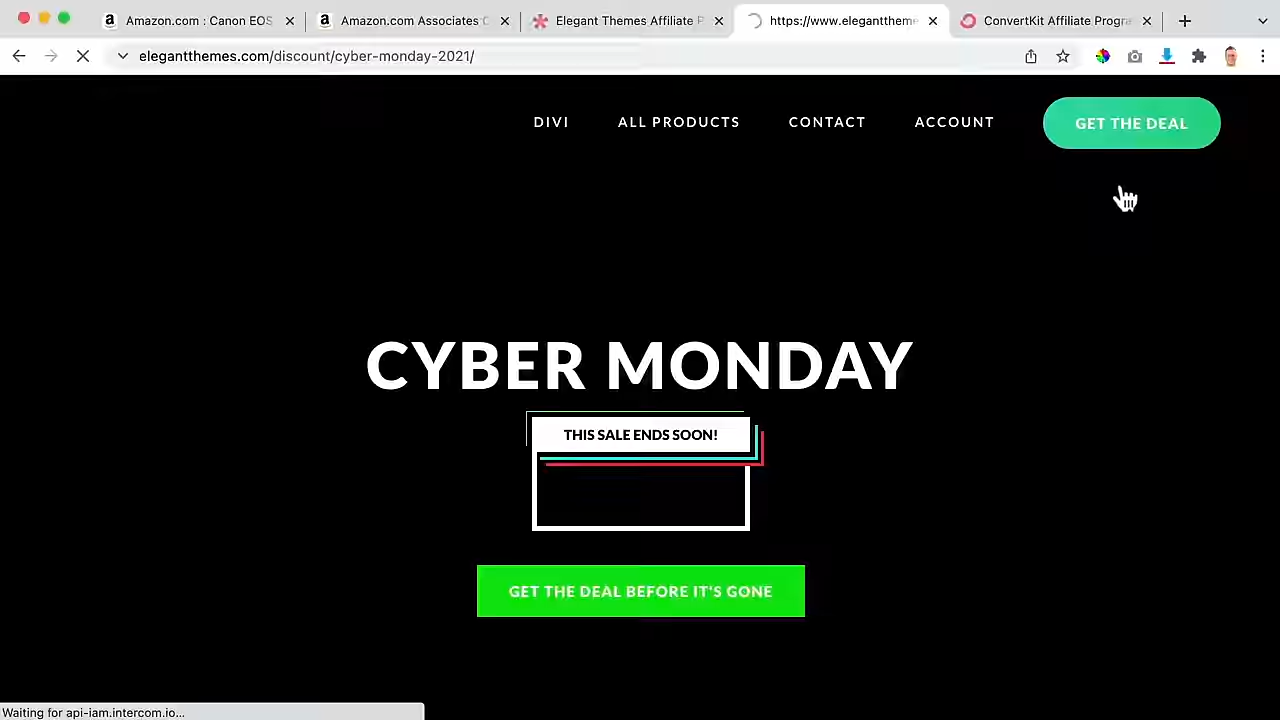 Amazon.com : Canon EOS
Amazon.com Associates C
Elegant Themes Affiliate P
https://www.eleganttheme
ConvertKit Affiliate Progra
elegantthemes.com/discount/cyber-monday-2021/
DIVI
ALL PRODUCTS
CONTACT
ACCOUNT
GET THE DEAL
CYBER MONDAY
THIS SALE ENDS SOON!
GET THE DEAL BEFORE IT'S GONE
Waiting for api-iam.intercom.io...